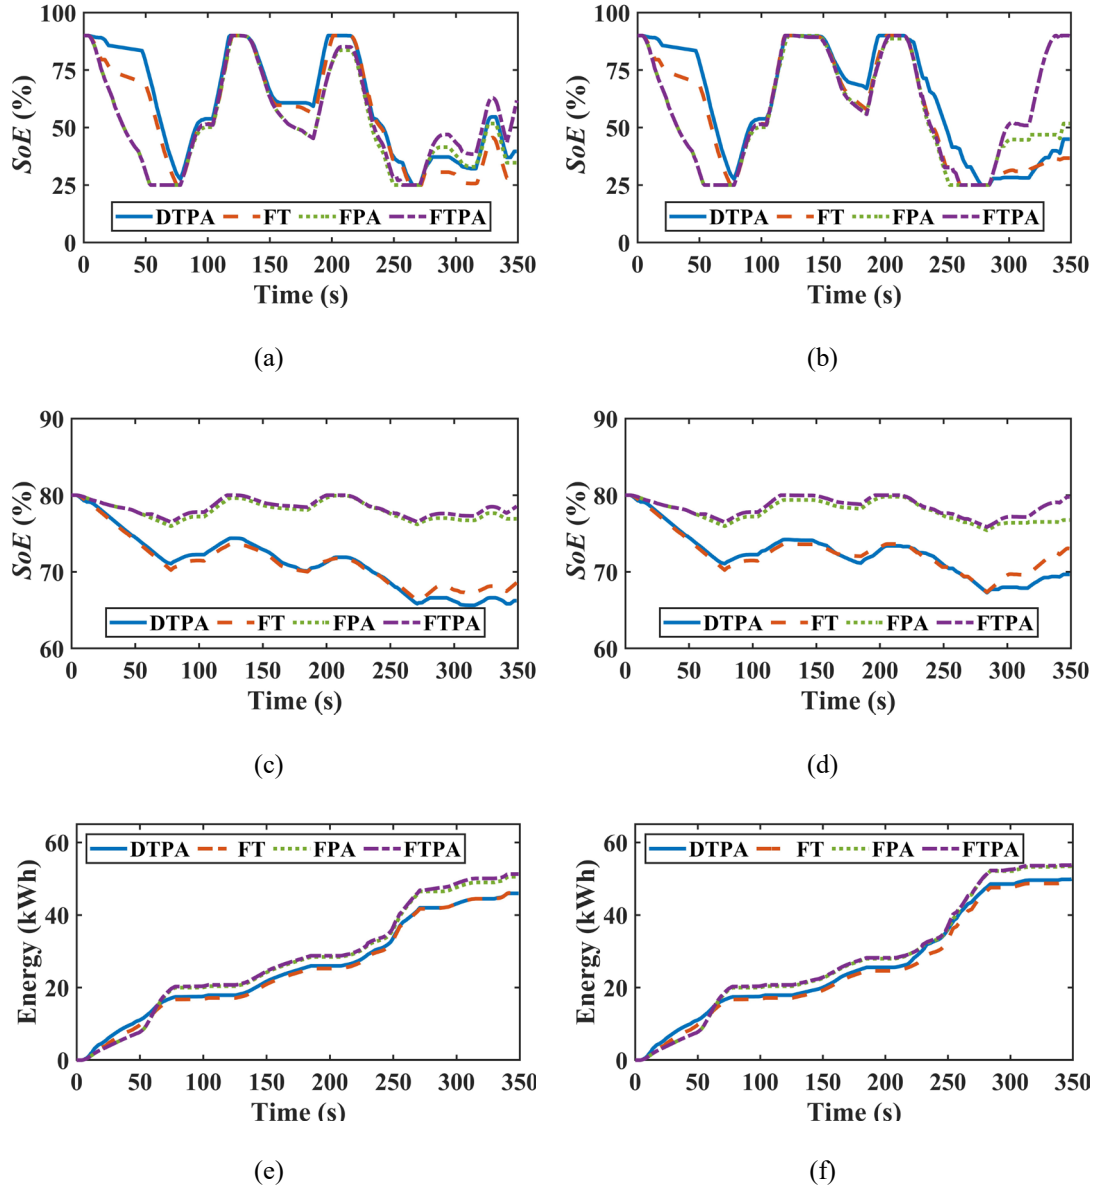 100
75
50
25
0
SoE (%)
DTPA FT FPA FTPA
0 50 100 150 200 250 300 350
Time (s)
(a)
100
75
50
25
0
SoE (%)
DTPA FT FPA FTPA
0 50 100 150 200 250 300 350
Time (s)
(b)
90
80
70
60
SoE (%)
DTPA FT FPA FTPA
0 50 100 150 200 250 300 350
Time (s)
(c)
90
80
70
60
SoE (%)
DTPA FT FPA FTPA
0 50 100 150 200 250 300 350
Time (s)
(d)
60
40
20
0
Energy (kWh)
DTPA FT FPA FTPA
0 50 100 150 200 250 300 350
Time (s)
(e)
60
40
20
0
Energy (kWh)
DTPA FT FPA FTPA
0 50 100 150 200 250 300 350
Time (s)
(f)